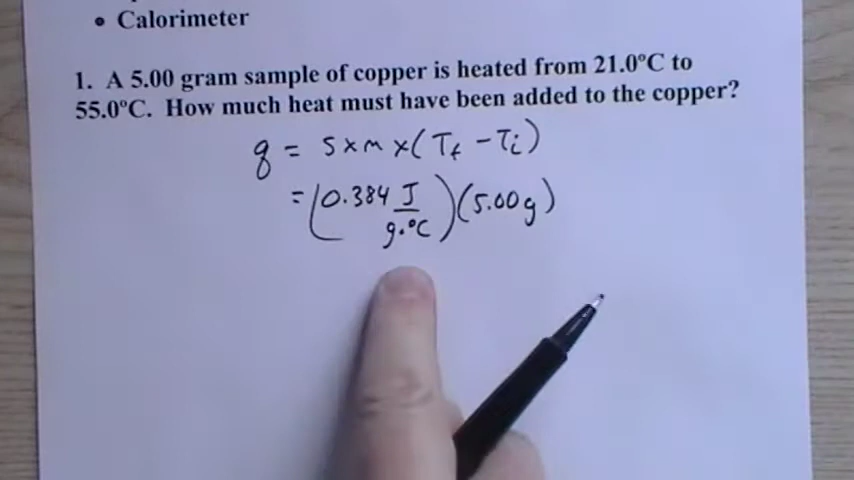 • Calorimeter
1. A 5.00 gram sample of copper is heated from 21.0°C to
55.0°C. How much heat must have been added to the copper?
q = s × m × (Tf − Ti)
= (0.384 J/g·°C)(5.00g)